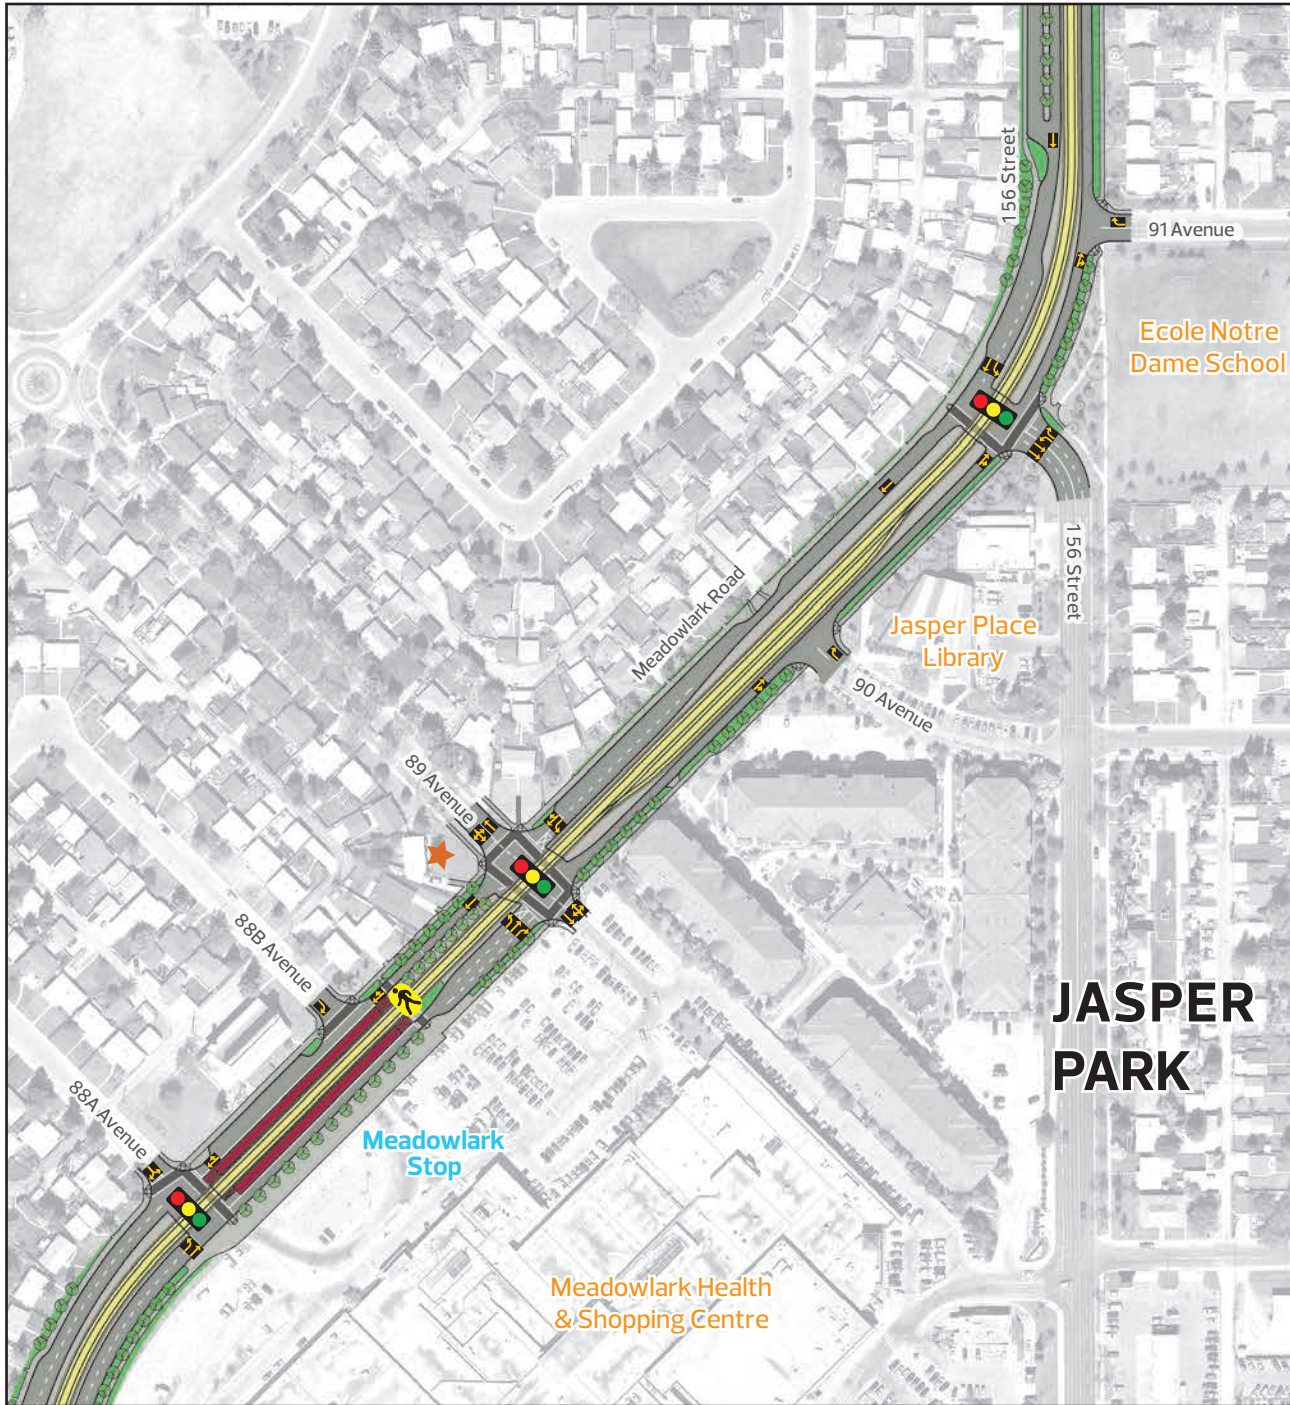 156 Street
91 Avenue
Ecole Notre
Dame School
156 Street
Meadowlark Road
Jasper Place
Library
90 Avenue
89 Avenue
88B Avenue
JASPER
PARK
88A Avenue
Meadowlark
Stop
Meadowlark Health
& Shopping Centre